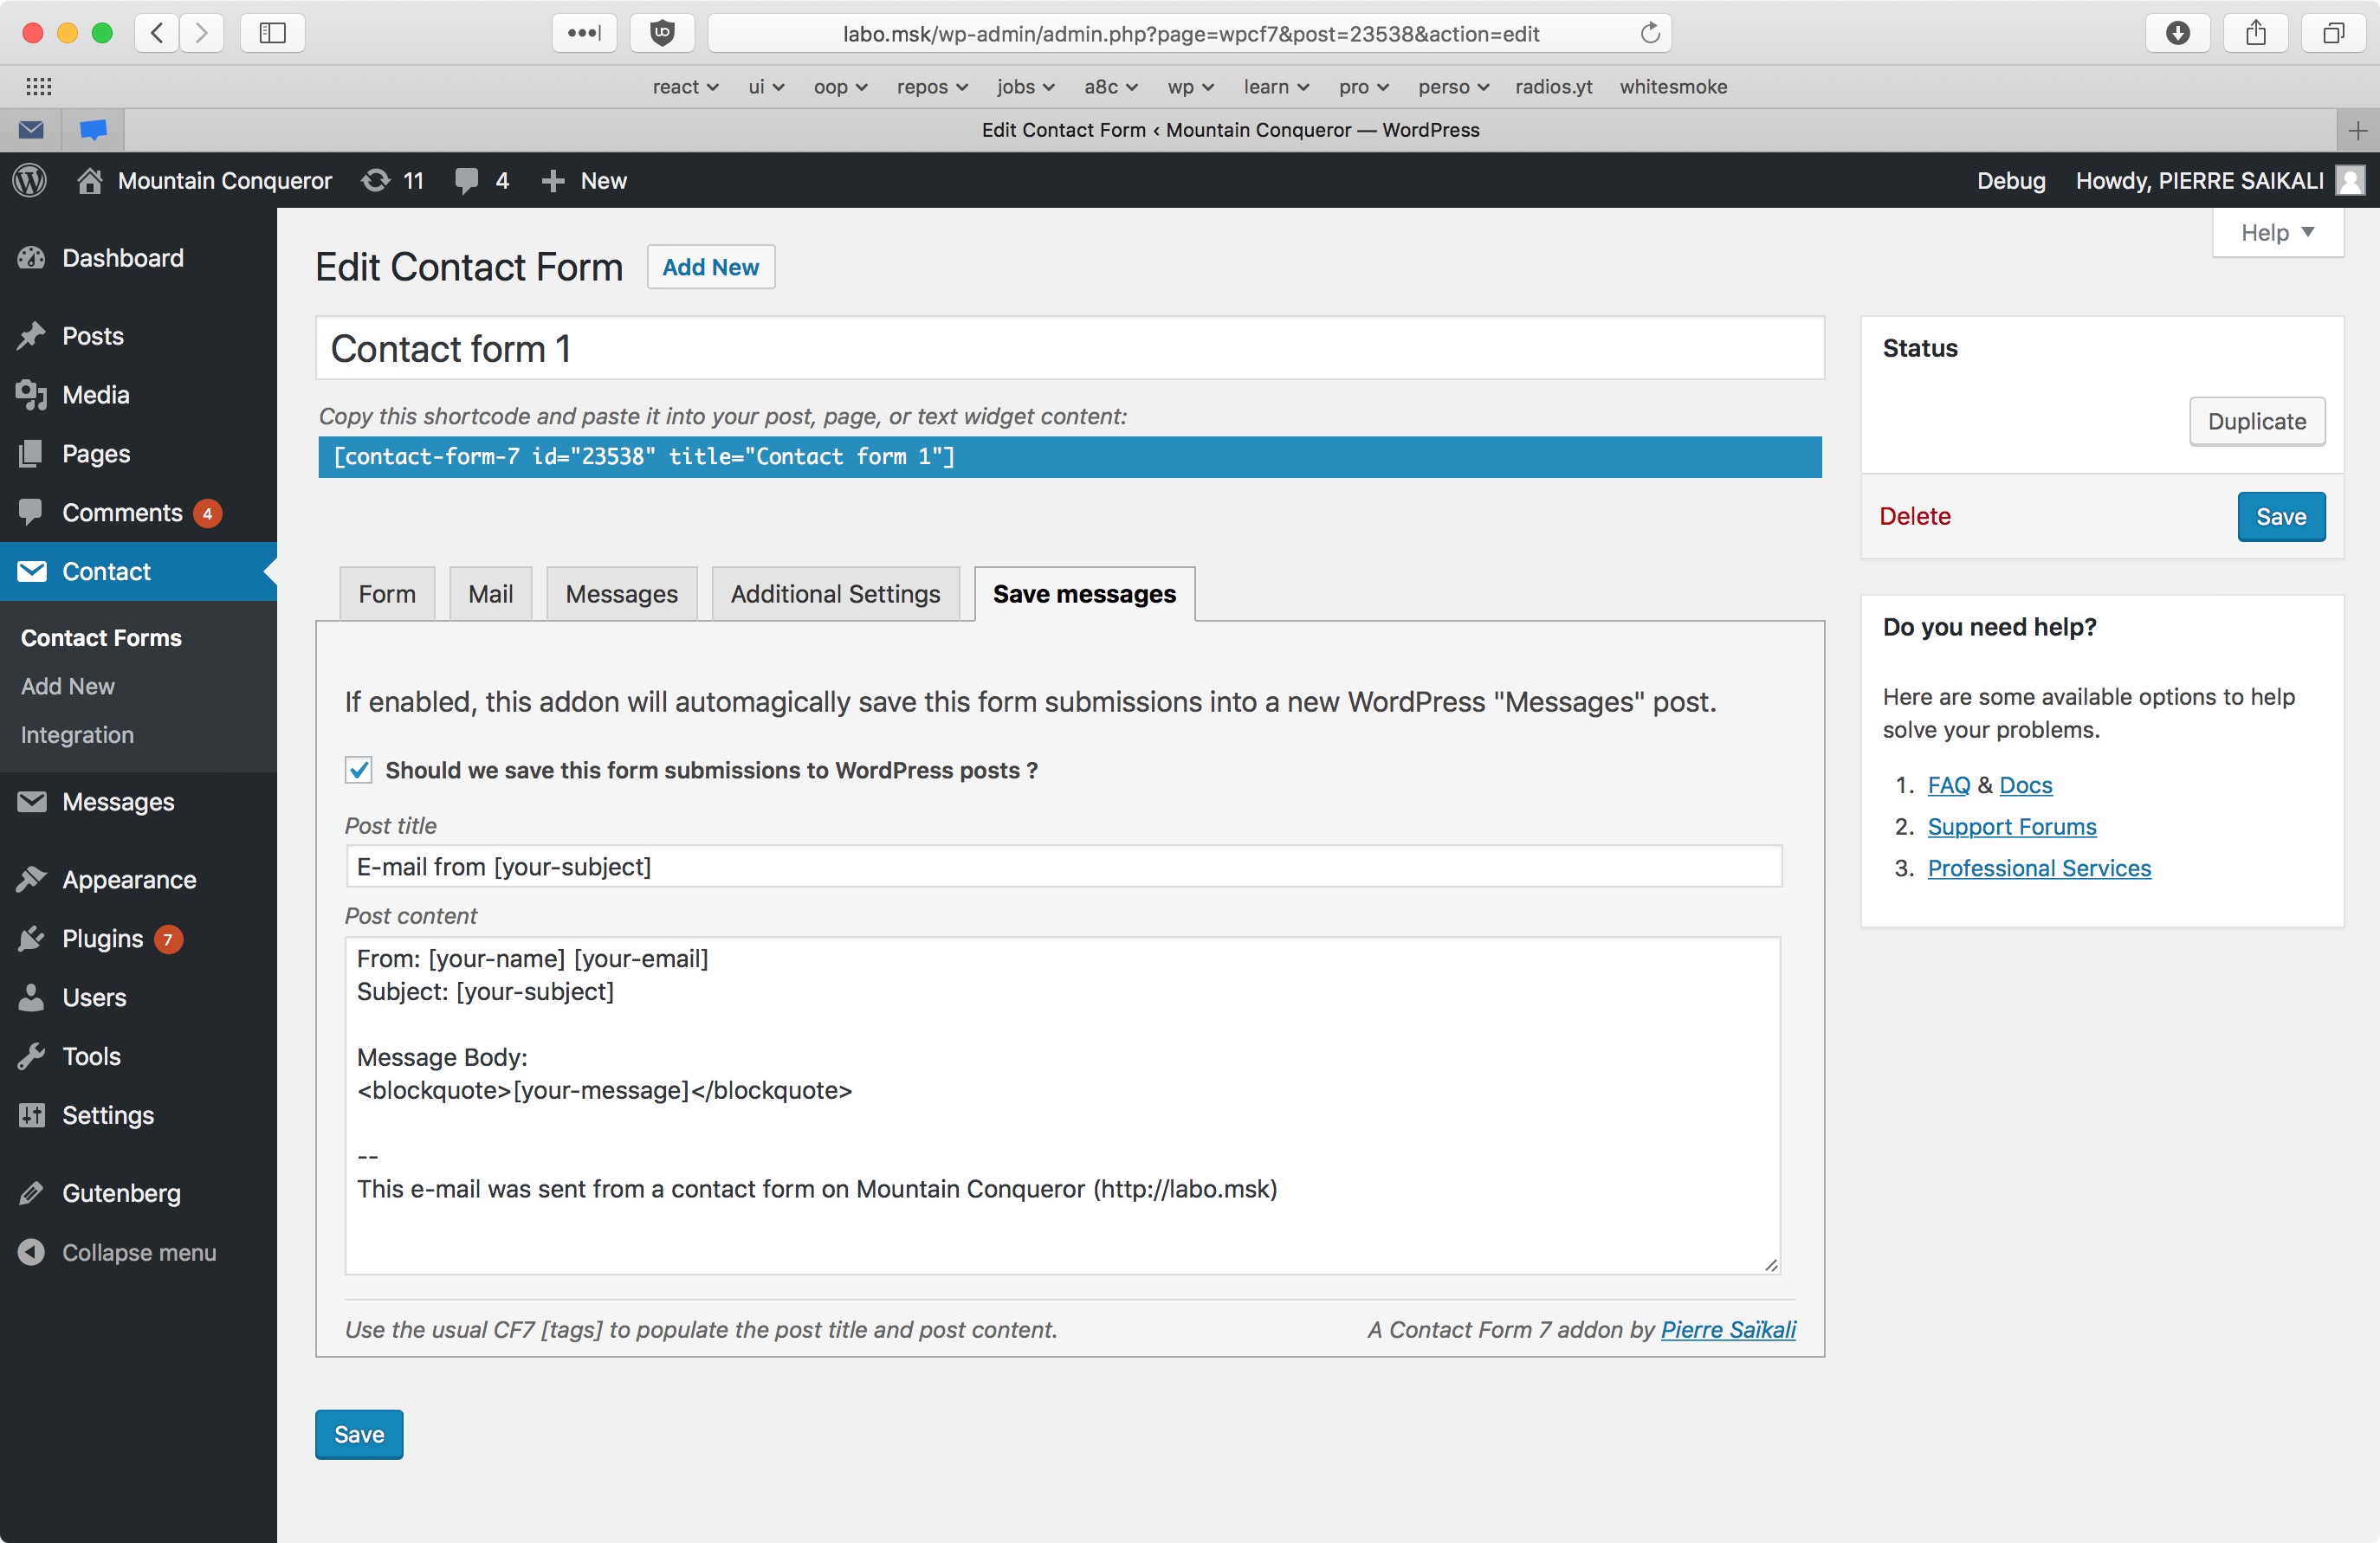 labo.msk/wp-admin/admin.php?page=wpcf7&post=23538&action=edit
react ui oop repos jobs a8c wp learn pro perso radios.yt whitesmoke
Edit Contact Form ‹ Mountain Conqueror — WordPress
Mountain Conqueror 11 4 New Debug Howdy, PIERRE SAIKALI
Help
Dashboard
Posts
Media
Pages
Comments 4
Contact
Contact Forms
Add New
Integration
Messages
Appearance
Plugins 7
Users
Tools
Settings
Gutenberg
Collapse menu
Edit Contact Form Add New
Contact form 1
Copy this shortcode and paste it into your post, page, or text widget content:
[contact-form-7 id="23538" title="Contact form 1"]
Form Mail Messages Additional Settings Save messages
If enabled, this addon will automagically save this form submissions into a new WordPress "Messages" post.
Should we save this form submissions to WordPress posts ?
Post title
E-mail from [your-subject]
Post content
From: [your-name] [your-email]
Subject: [your-subject]
Message Body:
<blockquote>[your-message]</blockquote>
--
This e-mail was sent from a contact form on Mountain Conqueror (http://labo.msk)
Use the usual CF7 [tags] to populate the post title and post content.
A Contact Form 7 addon by Pierre Saïkali
Save
Status
Duplicate
Delete Save
Do you need help?
Here are some available options to help
solve your problems.
1. FAQ & Docs
2. Support Forums
3. Professional Services